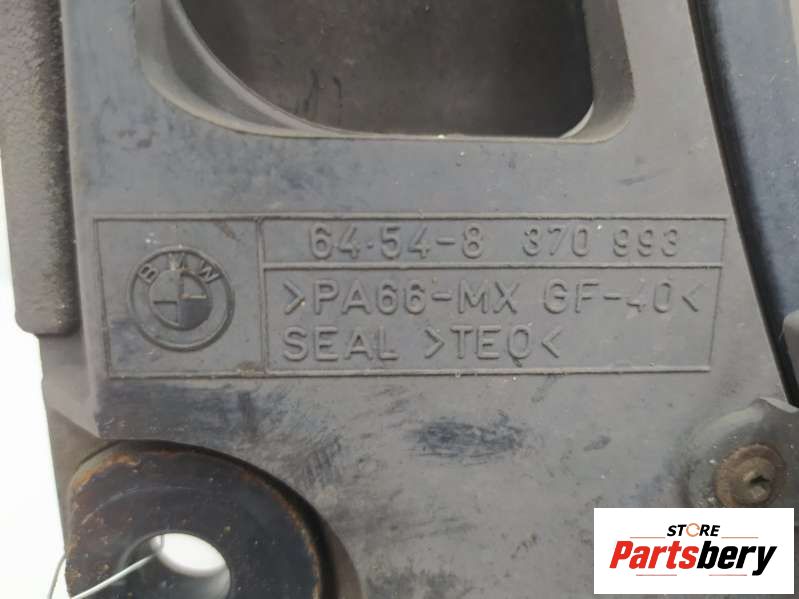 BMW
64.54-8 370 993
>PA66-MX GF-40<
SEAL >TEO<
STORE
Partsbery